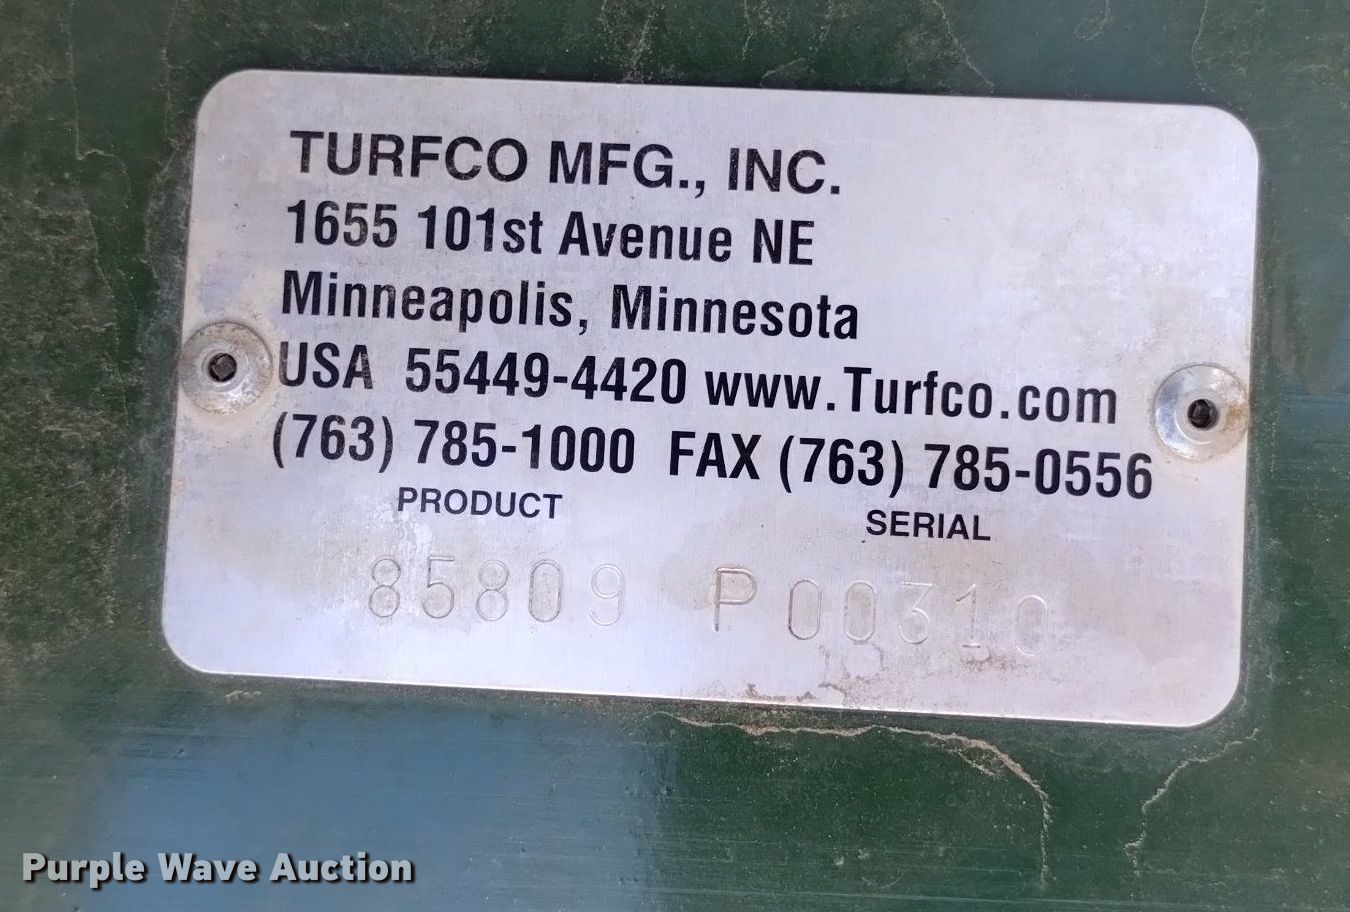 TURFCO MFG., INC.
1655 101st Avenue NE
Minneapolis, Minnesota
USA 55449-4420 www.Turfco.com
(763) 785-1000 FAX (763) 785-0556
PRODUCT SERIAL
85809 P00310
Purple Wave Auction